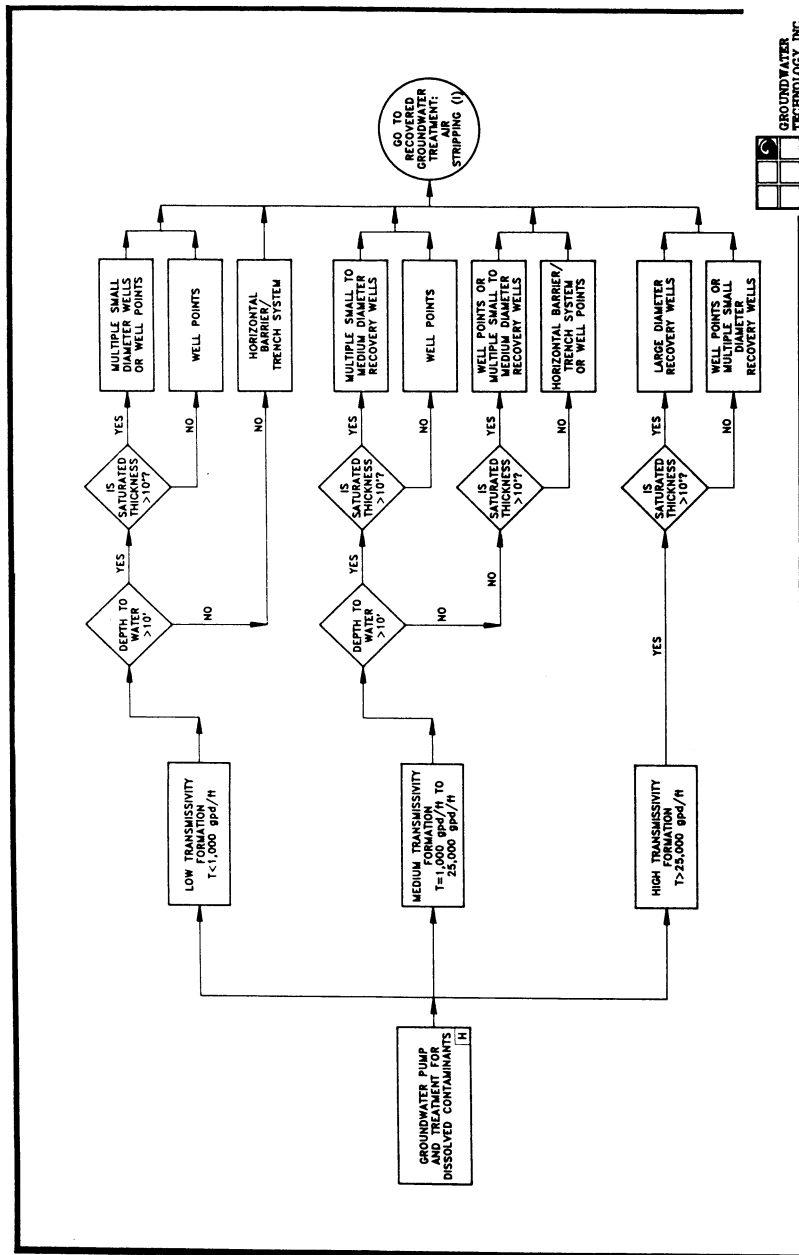 GROUNDWATER PUMP
AND TREATMENT FOR
DISSOLVED CONTAMINANTS
H
LOW TRANSMISSIVITY
FORMATION
T<1,000 gpd/ft
DEPTH TO
WATER
>10'
YES
NO
IS
SATURATED
THICKNESS
>10'?
YES
NO
MULTIPLE SMALL
DIAMETER WELLS
OR WELL POINTS
WELL POINTS
NO
HORIZONTAL
BARRIER/
TRENCH SYSTEM
MEDIUM TRANSMISSIVITY
FORMATION
T=1,000 gpd/ft TO
25,000 gpd/ft
DEPTH TO
WATER
>10'
YES
NO
IS
SATURATED
THICKNESS
>10'?
YES
NO
MULTIPLE SMALL TO
MEDIUM DIAMETER
RECOVERY WELLS
WELL POINTS
NO
IS
SATURATED
THICKNESS
>10'?
YES
NO
WELL POINTS OR
MULTIPLE SMALL TO
MEDIUM DIAMETER
RECOVERY WELLS
HORIZONTAL BARRIER/
TRENCH SYSTEM
OR WELL POINTS
HIGH TRANSMISSIVITY
FORMATION
T>25,000 gpd/ft
YES
IS
SATURATED
THICKNESS
>10'?
YES
NO
LARGE DIAMETER
RECOVERY WELLS
WELL POINTS OR
MULTIPLE SMALL
DIAMETER
RECOVERY WELLS
GO TO
RECOVERED
GROUNDWATER
TREATMENT:
AIR
STRIPPING (I)
GROUNDWATER
TECHNOLOGY, INC